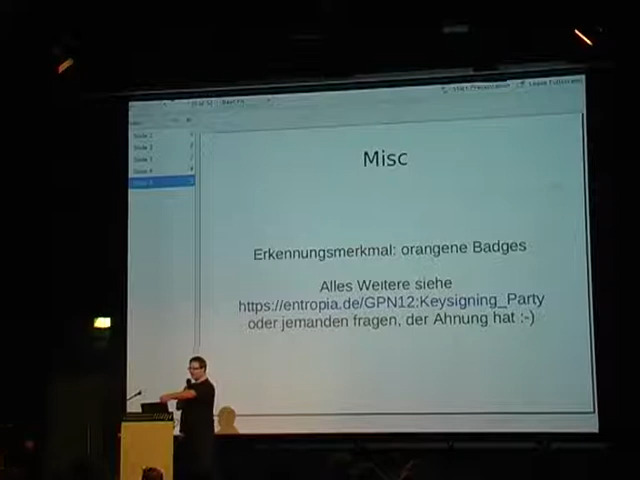 Misc
Erkennungsmerkmal: orangene Badges
Alles Weitere siehe
https://entropia.de/GPN12:Keysigning_Party
oder jemanden fragen, der Ahnung hat :-)